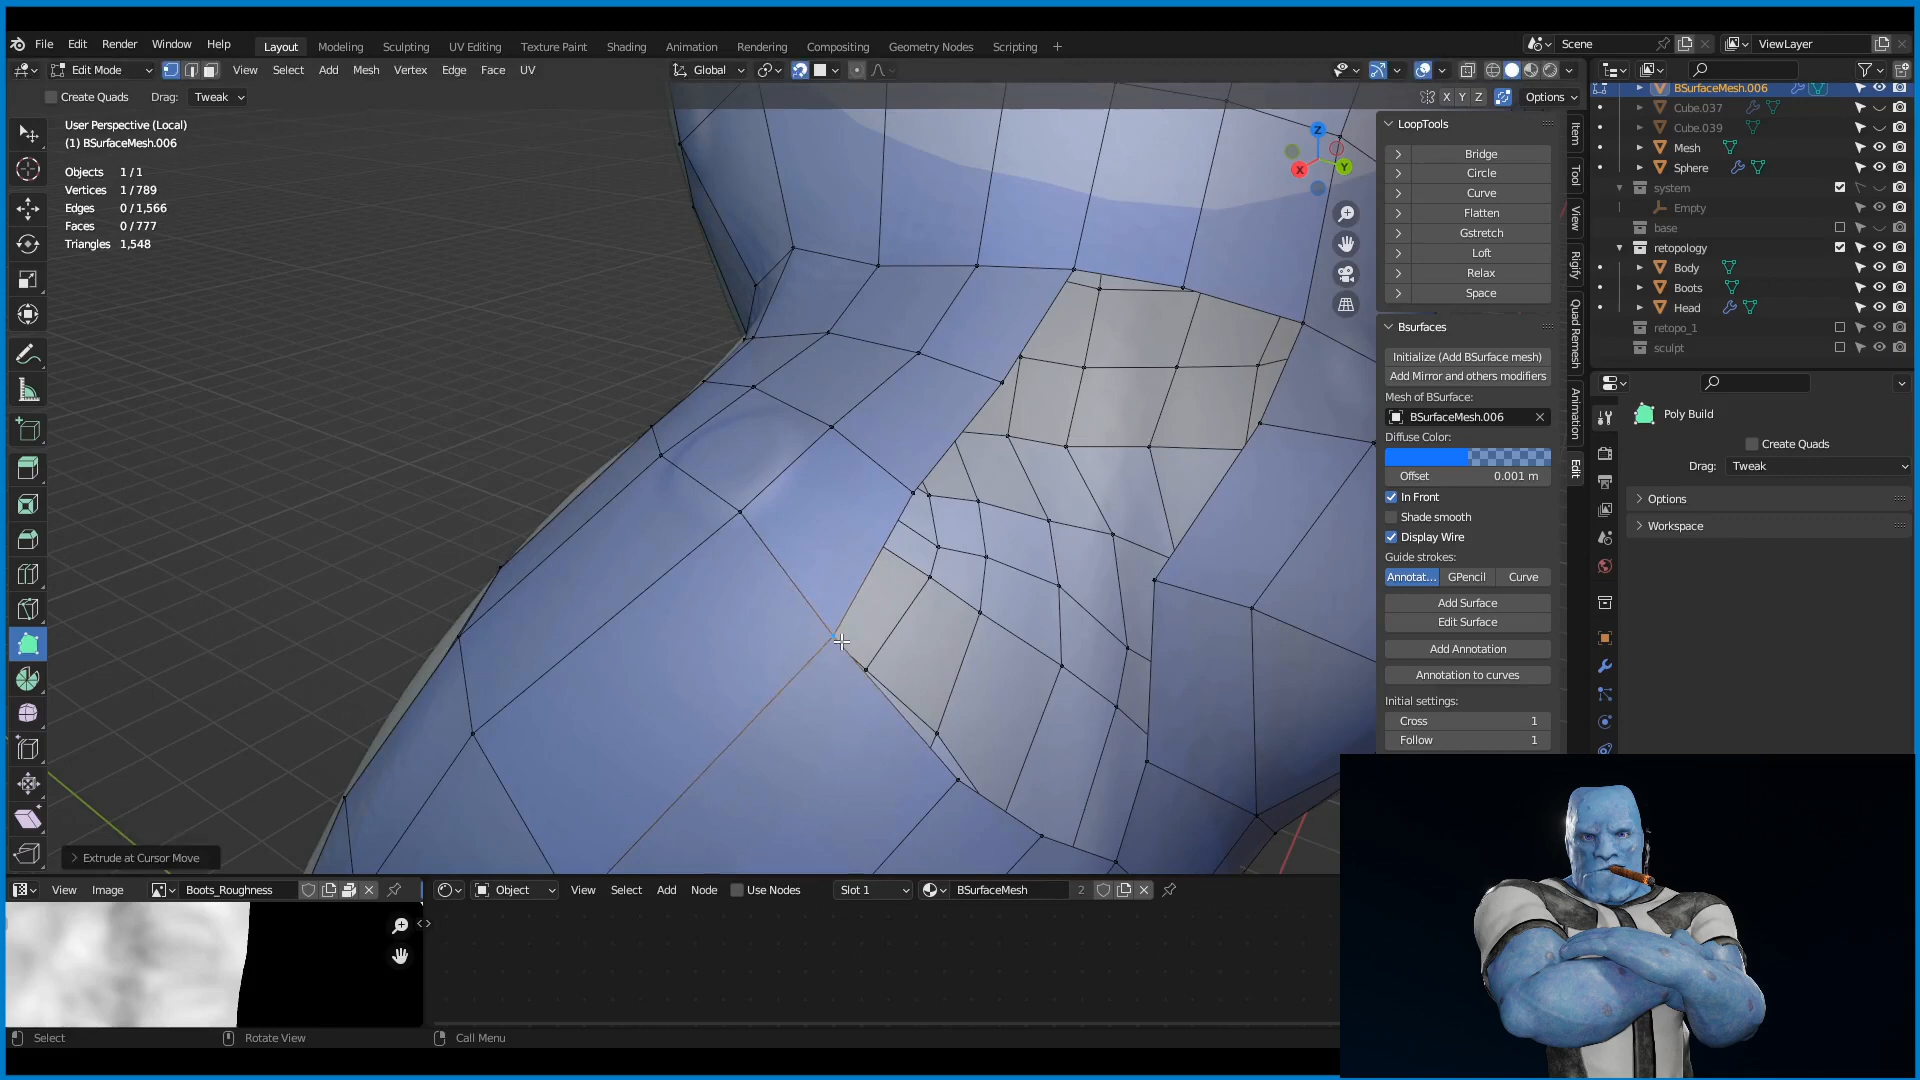 File Edit Render Window Help Layout Modeling Sculpting UV Editing Texture Paint Shading Animation Rendering Compositing Geometry Nodes Scripting + Scene ViewLayer
Edit Mode View Select Add Mesh Vertex Edge Face UV Global
Create Quads Drag: Tweak X Y Z Options
User Perspective (Local)
(1) BSurfaceMesh.006
Objects 1/1
Vertices 1/789
Edges 0/1,566
Faces 0/777
Triangles 1,548
Z
X
Y
LoopTools
Bridge
Circle
Curve
Flatten
Gstretch
Loft
Relax
Space
Bsurfaces
Initialize (Add BSurface mesh)
Add Mirror and others modifiers
Mesh of BSurface:
BSurfaceMesh.006
Diffuse Color:
Offset 0.001 m
In Front
Shade smooth
Display Wire
Guide strokes:
Annotat... GPencil Curve
Add Surface
Edit Surface
Add Annotation
Annotation to curves
Initial settings:
Cross 1
Follow 1
Item
Tool
View
Rigify
Quad Remesh
Animation
Edit
BSurfaceMesh.006
Cube.037
Cube.039
Mesh
Sphere
system
Empty
base
retopology
Body
Boots
Head
retopo_1
sculpt
Poly Build
Create Quads
Drag: Tweak
Options
Workspace
Extrude at Cursor Move
View Image Boots_Roughness Object View Select Add Node Use Nodes Slot 1 BSurfaceMesh 2
Select Rotate View Call Menu